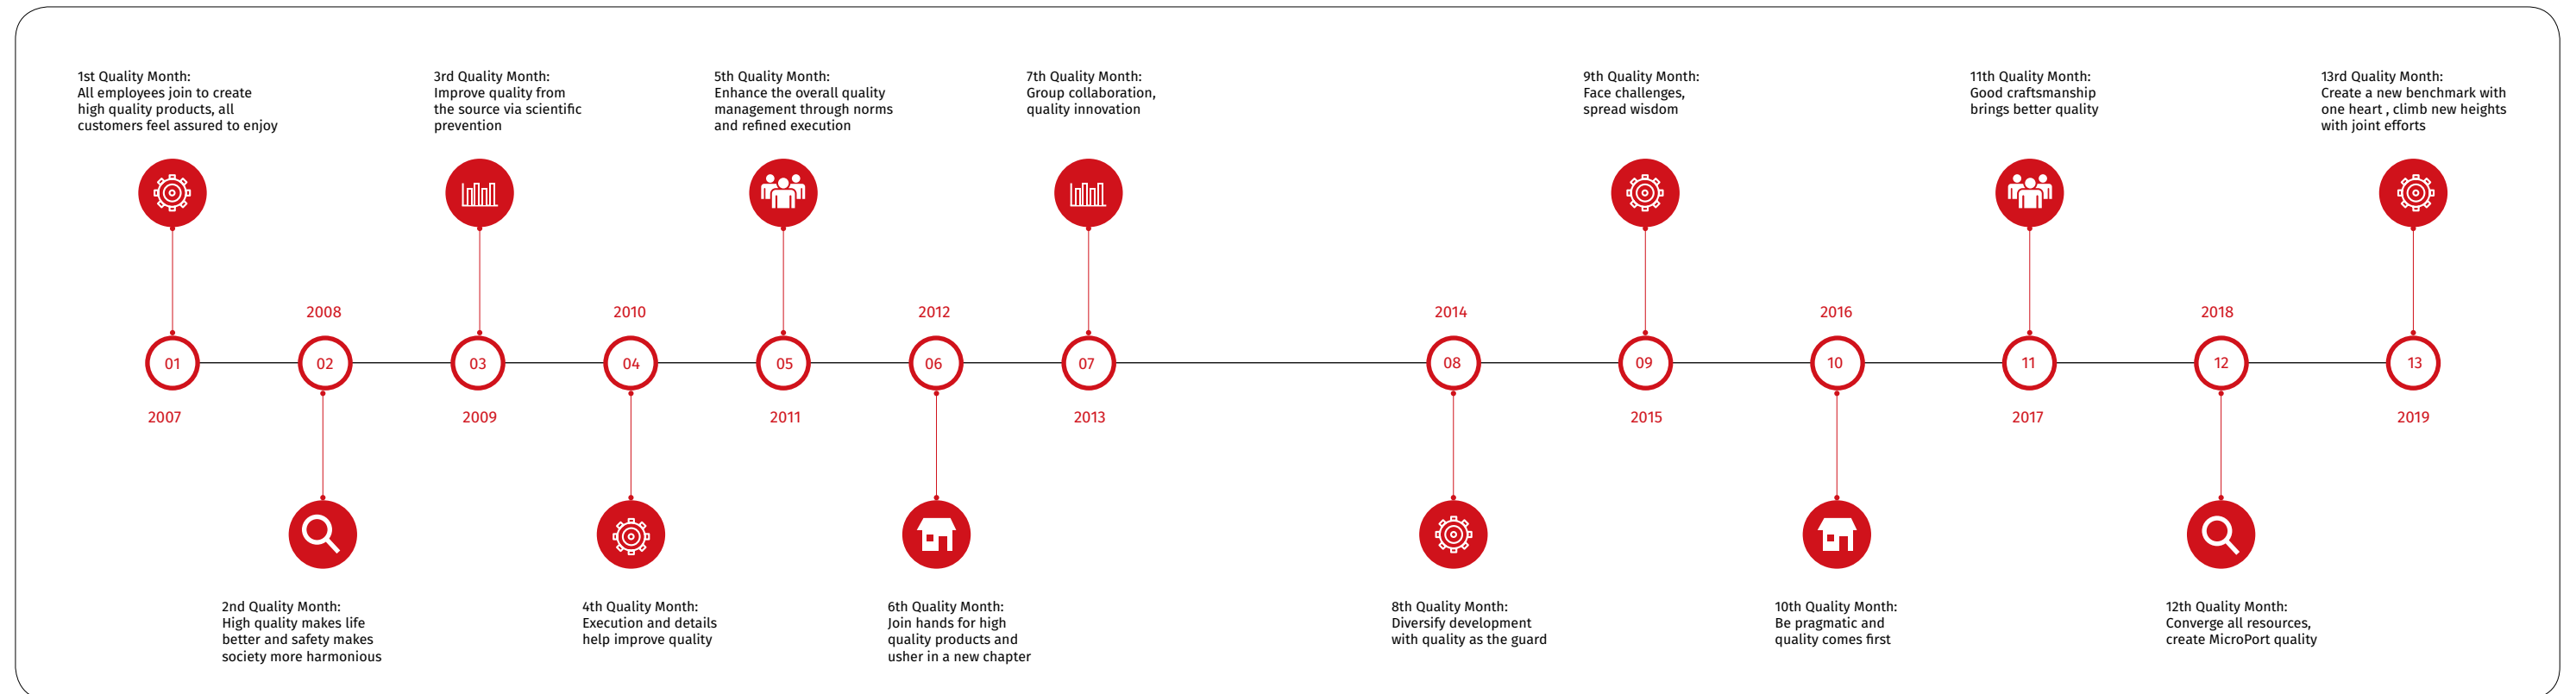 1st Quality Month:
All employees join to create
high quality products, all
customers feel assured to enjoy
3rd Quality Month:
Improve quality from
the source via scientific
prevention
5th Quality Month:
Enhance the overall quality
management through norms
and refined execution
7th Quality Month:
Group collaboration,
quality innovation
9th Quality Month:
Face challenges,
spread wisdom
11th Quality Month:
Good craftsmanship
brings better quality
13rd Quality Month:
Create a new benchmark with
one heart , climb new heights
with joint efforts
2008
2010
2012
2014
2016
2018
01
02
03
04
05
06
07
08
09
10
11
12
13
2007
2009
2011
2013
2015
2017
2019
2nd Quality Month:
High quality makes life
better and safety makes
society more harmonious
4th Quality Month:
Execution and details
help improve quality
6th Quality Month:
Join hands for high
quality products and
usher in a new chapter
8th Quality Month:
Diversify development
with quality as the guard
10th Quality Month:
Be pragmatic and
quality comes first
12th Quality Month:
Converge all resources,
create MicroPort quality